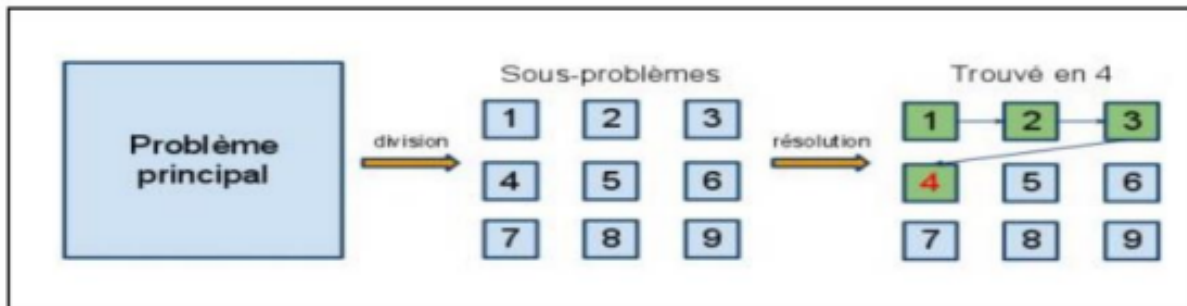 Problème
principal
division
Sous-problèmes
1 2 3
4 5 6
7 8 9
résolution
Trouvé en 4
1 2 3
4 5 6
7 8 9